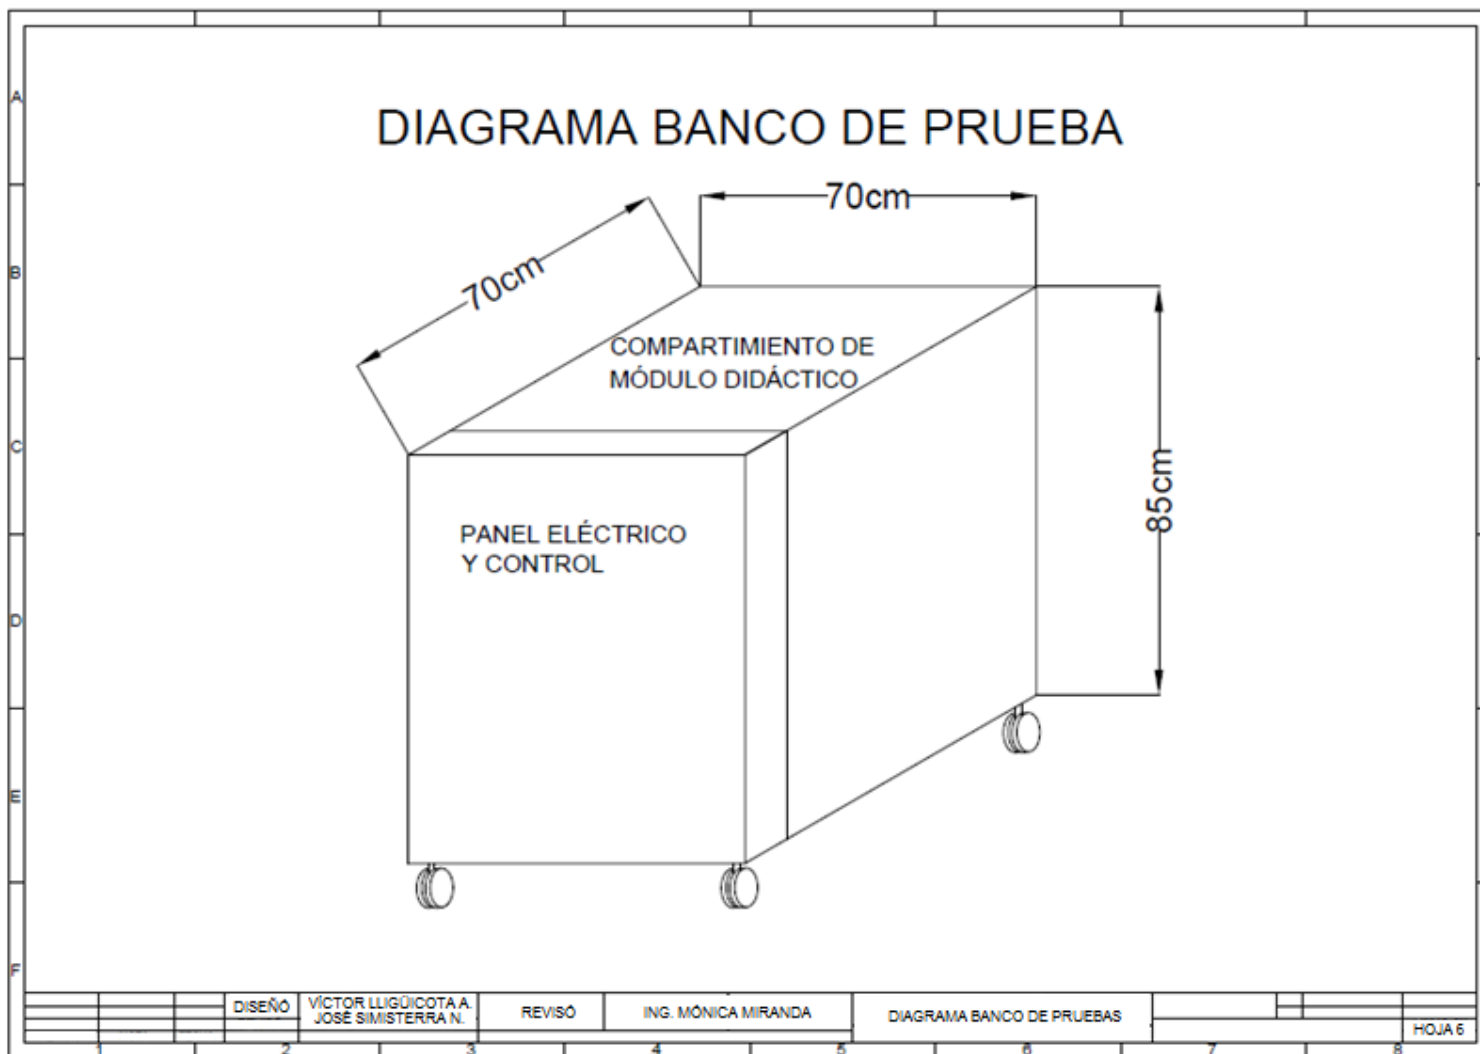 DIAGRAMA BANCO DE PRUEBA
70cm
70cm
COMPARTIMIENTO DE
MÓDULO DIDÁCTICO
85cm
PANEL ELÉCTRICO
Y CONTROL
A
B
C
D
E
F
DISEÑO
VÍCTOR LLIGÜICOTA A.
JOSÉ SIMISTERRA N.
REVISÓ
ING. MÓNICA MIRANDA
DIAGRAMA BANCO DE PRUEBAS
HOJA 6
1 2 3 4 5 6 7 8